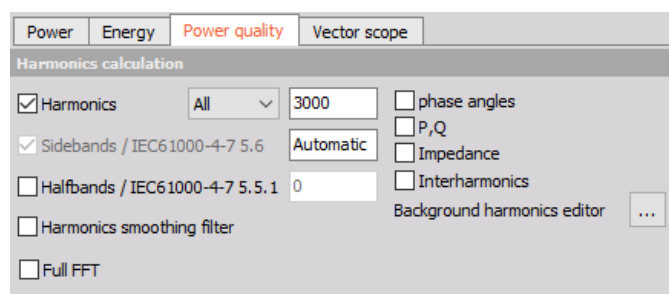 Power Energy Power quality Vector scope
Harmonics calculation
Harmonics All 3000 phase angles
P,Q
Sidebands / IEC61000-4-7 5.6 Automatic Impedance
Halfbands / IEC61000-4-7 5.5.1 0 Interharmonics
Background harmonics editor ...
Harmonics smoothing filter
Full FFT